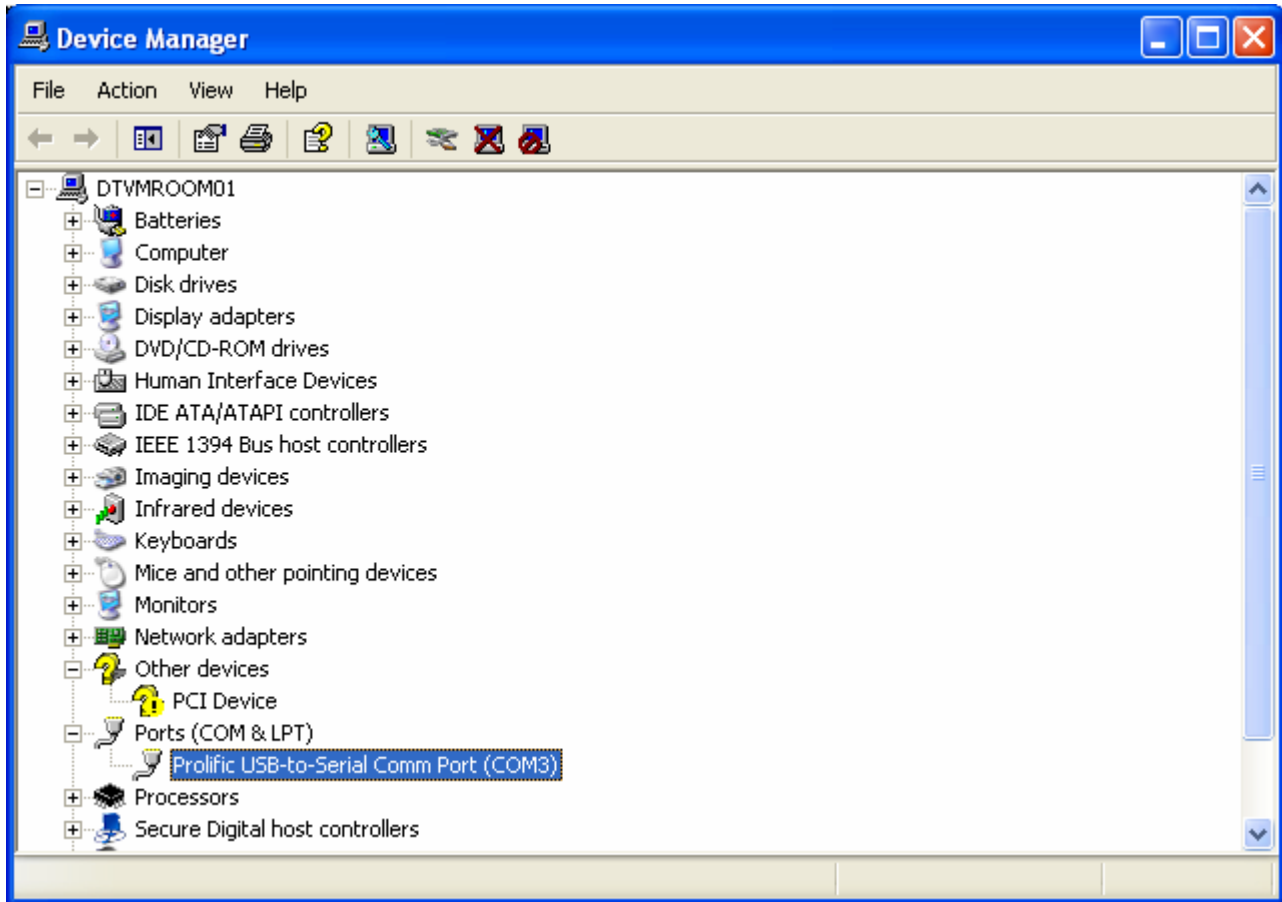 Device Manager
File Action View Help
DTVMROOM01
Batteries
Computer
Disk drives
Display adapters
DVD/CD-ROM drives
Human Interface Devices
IDE ATA/ATAPI controllers
IEEE 1394 Bus host controllers
Imaging devices
Infrared devices
Keyboards
Mice and other pointing devices
Monitors
Network adapters
Other devices
PCI Device
Ports (COM & LPT)
Prolific USB-to-Serial Comm Port (COM3)
Processors
Secure Digital host controllers